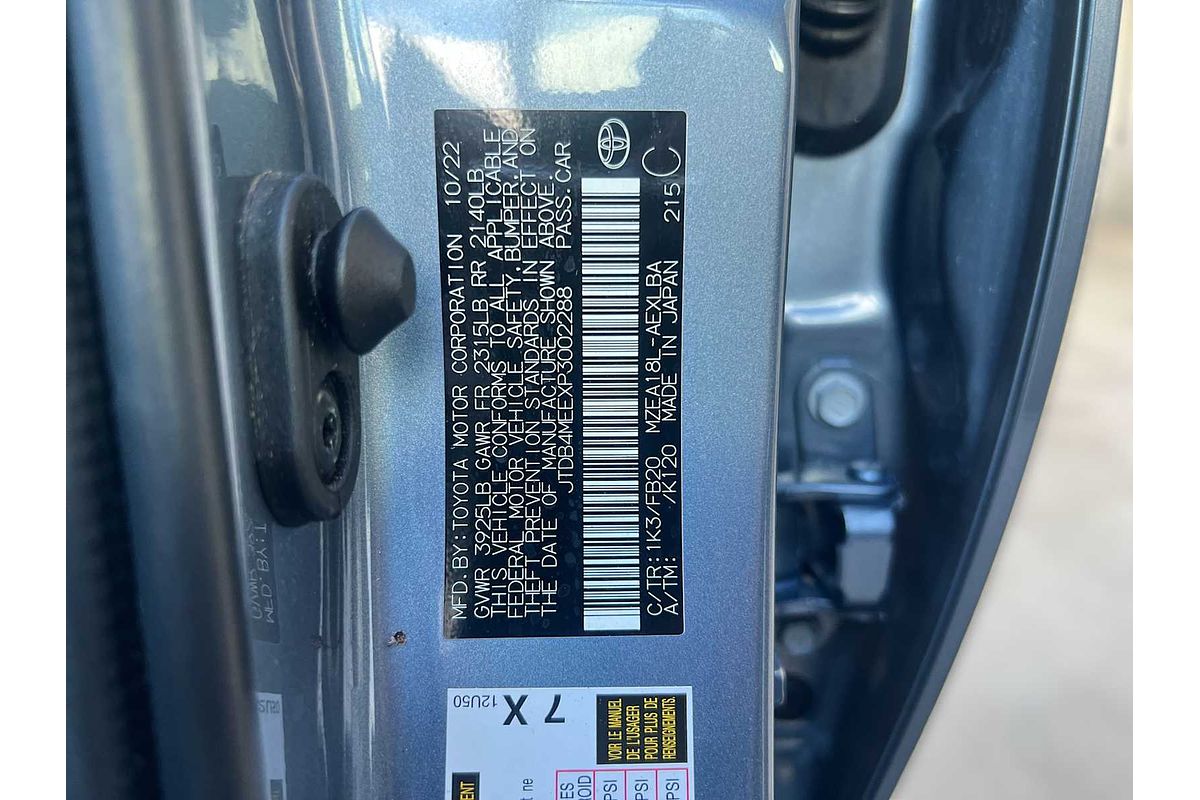 MFD.BY:TOYOTA MOTOR CORPORATION 10/22
GVWR 3925LB GAWR FR 2315LB RR 2140LB
THIS VEHICLE CONFORMS TO ALL APPLICABLE
FEDERAL MOTOR VEHICLE SAFETY,BUMPER,AND
THEFT PREVENTION STANDARDS IN EFFECT ON
THE DATE OF MANUFACTURE SHOWN ABOVE.
JTDB4MEEXP3002288 PASS.CAR
C/TR:1K3/FB20 MZEA18L-AEXLBA 215
A/TM: -/K120 MADE IN JAPAN C
7 X
12U50
VOIR LE MANUEL
DE L'USAGER
POUR PLUS DE
RENSEIGNEMENTS.
PSI
PSI
PSI